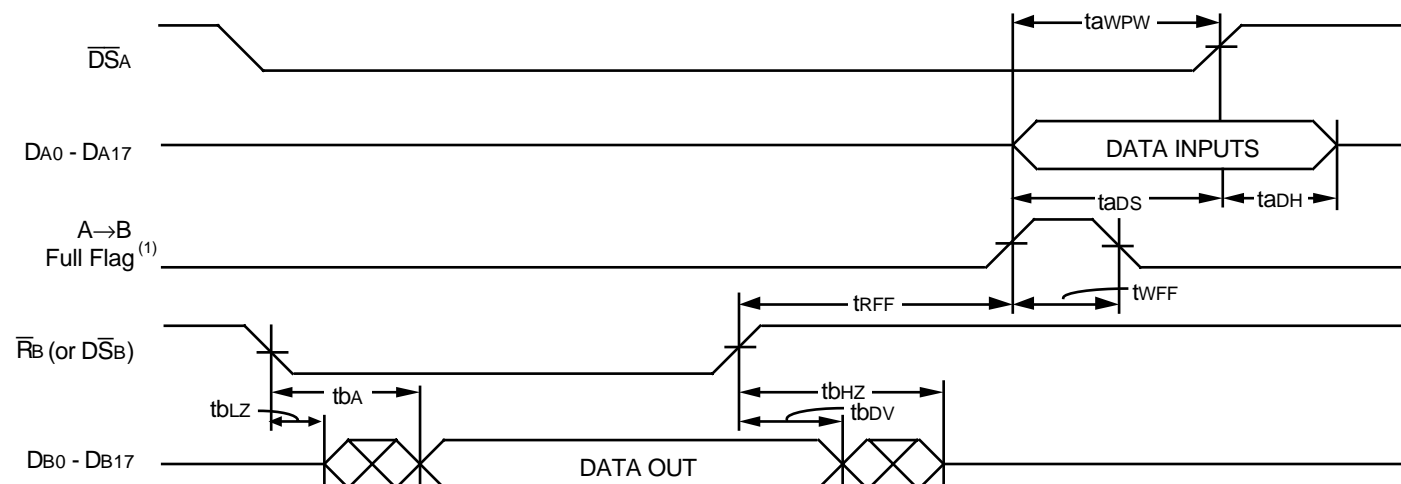 taWPW
DSA
DA0 - DA17
DATA INPUTS
taDS
taDH
A→B
Full Flag (1)
tWFF
tRFF
RB (or DSB)
tbA
tbHZ
tbLZ
tbDV
DB0 - DB17
DATA OUT